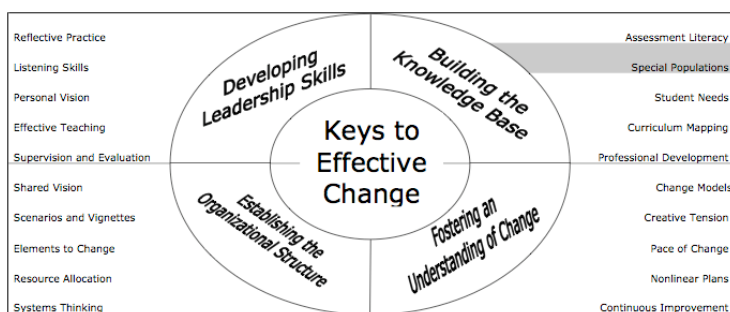 Reflective Practice
Listening Skills
Personal Vision
Effective Teaching
Supervision and Evaluation
Developing
Leadership Skills
Building the
Knowledge Base
Assessment Literacy
Special Populations
Student Needs
Curriculum Mapping
Professional Development
Keys to
Effective
Change
Shared Vision
Scenarios and Vignettes
Elements to Change
Resource Allocation
Systems Thinking
Establishing the
Organizational Structure
Fostering an
Understanding of Change
Change Models
Creative Tension
Pace of Change
Nonlinear Plans
Continuous Improvement